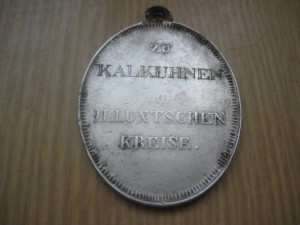 ZU
KALKUHNEN
ILLUXTSCHEN
KREISE.